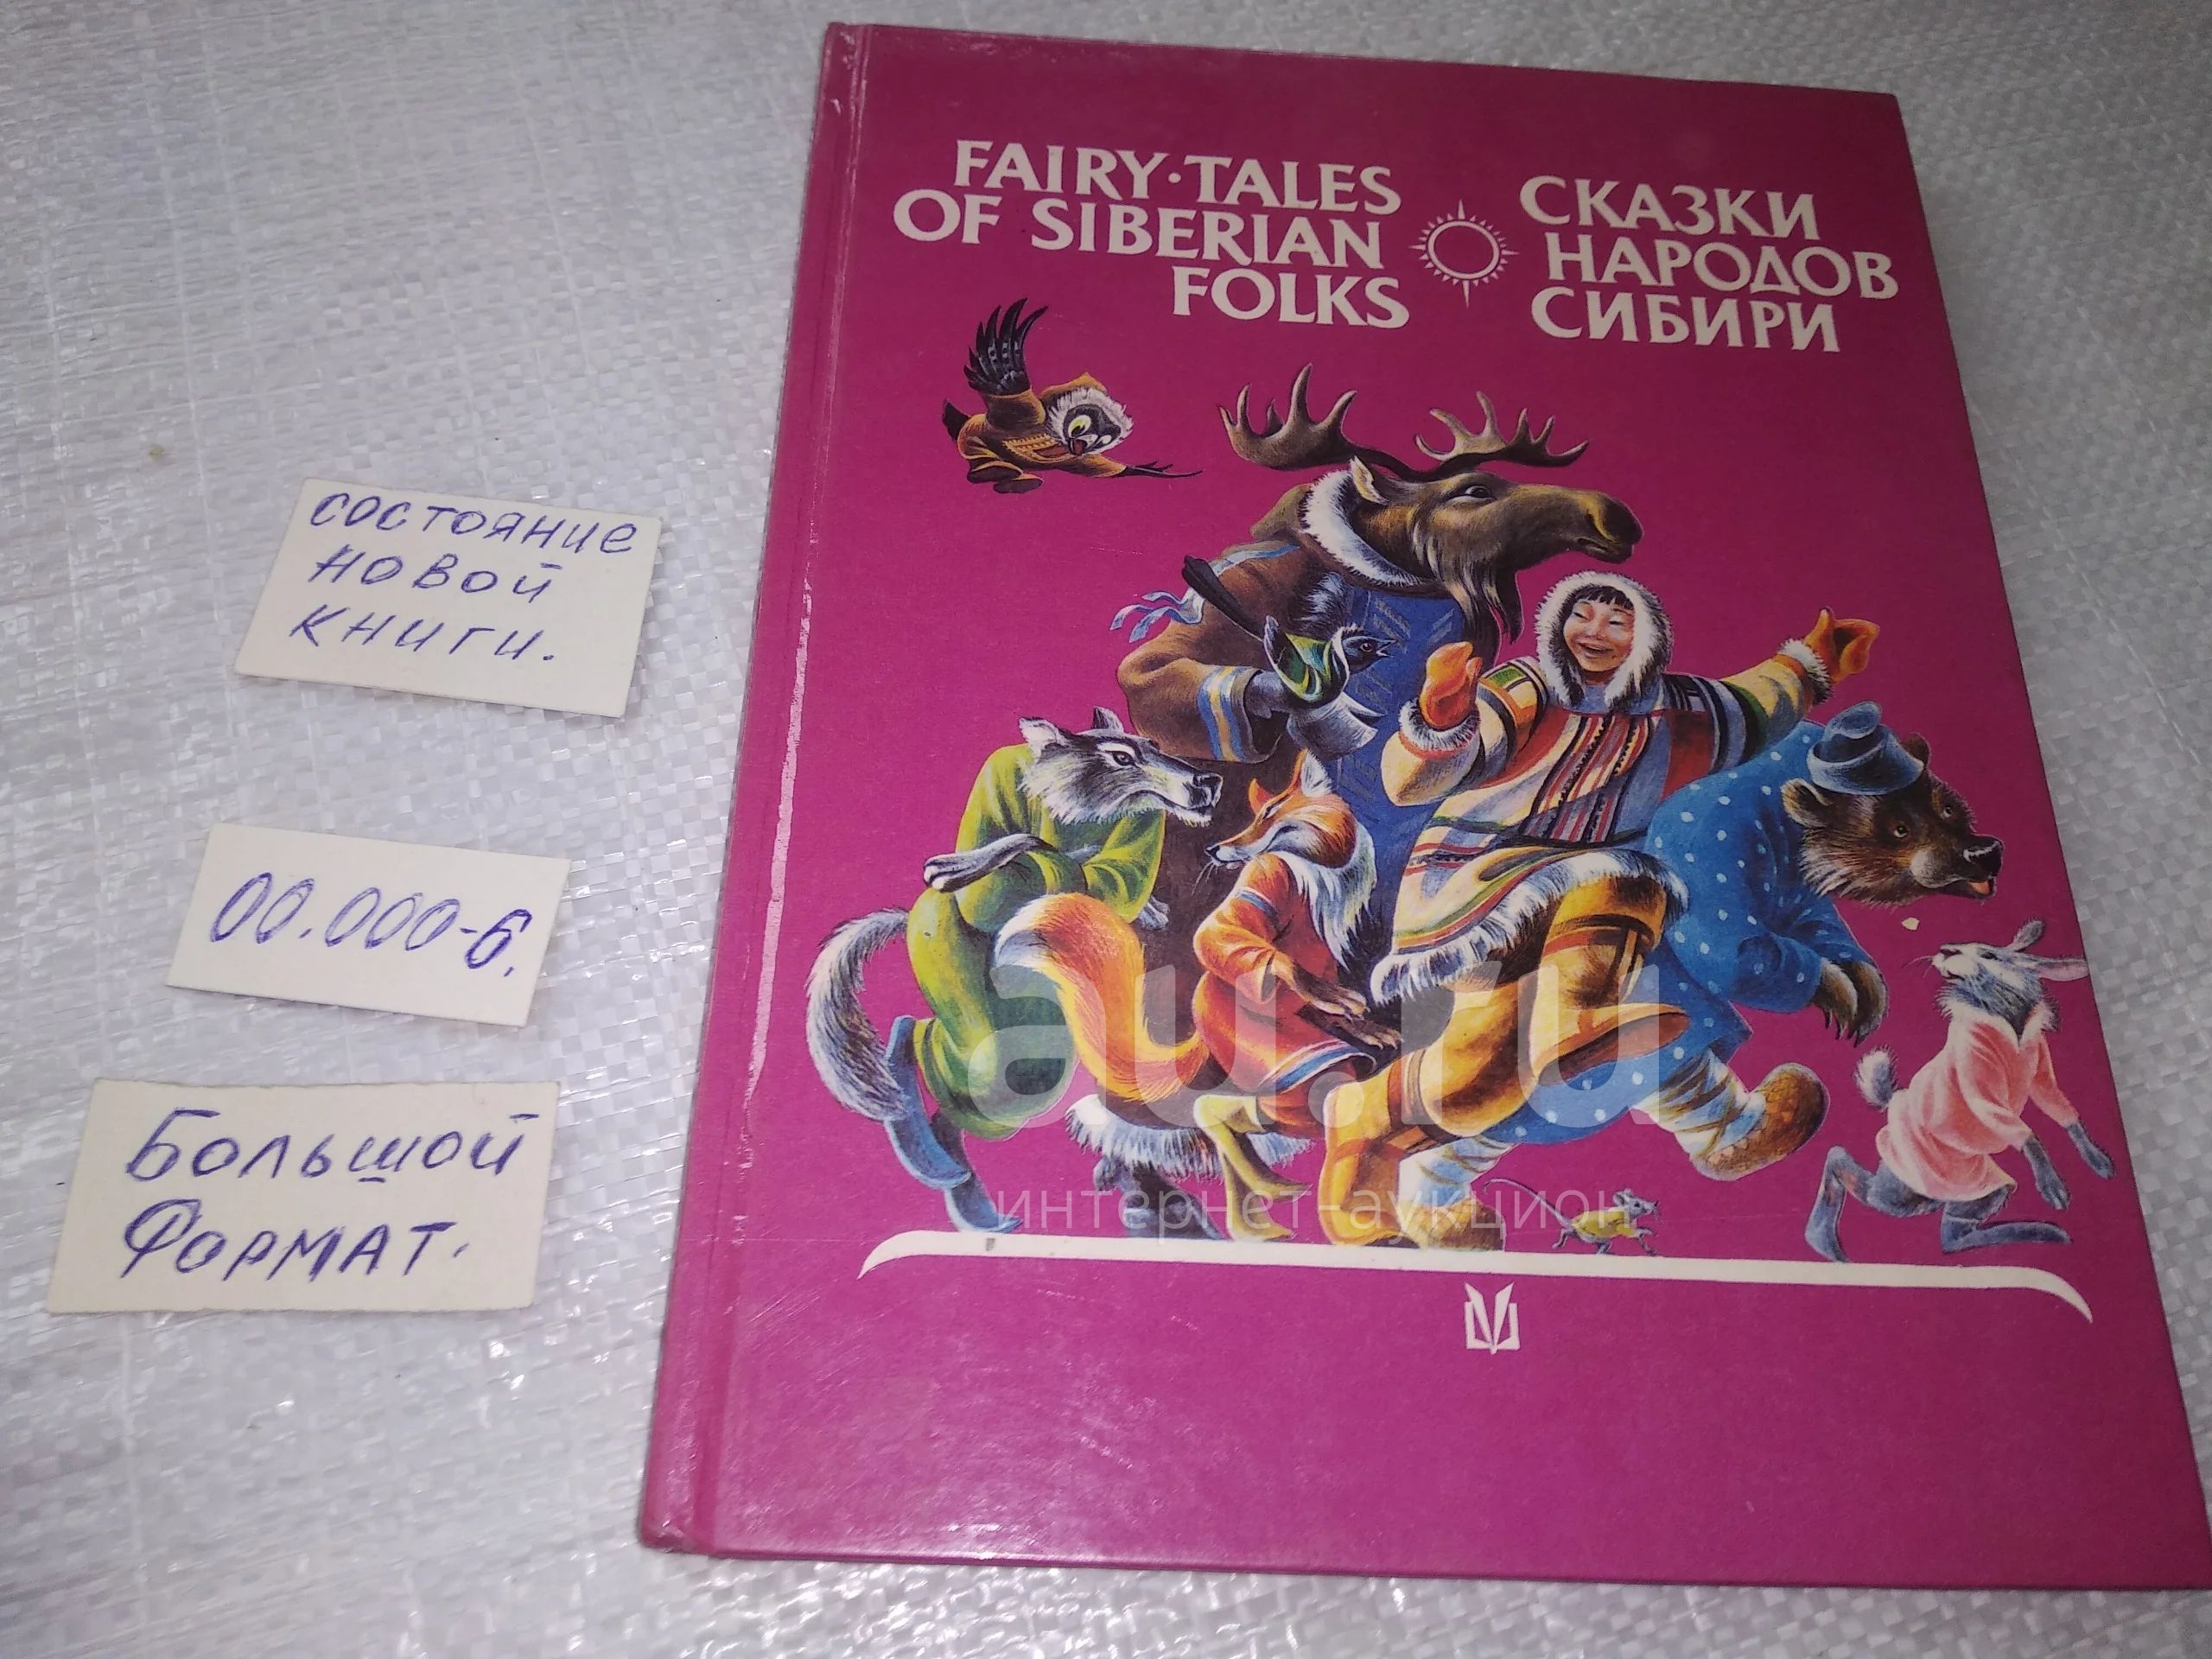 СОСТОЯНИЕ
НОВОЙ
КНИГИ.
00.000-б.
БОЛЬШОЙ
ФОРМАТ.
FAIRY·TALES
OF SIBERIAN
FOLKS
СКАЗКИ
НАРОДОВ
СИБИРИ
au.ru
интернет-аукцион